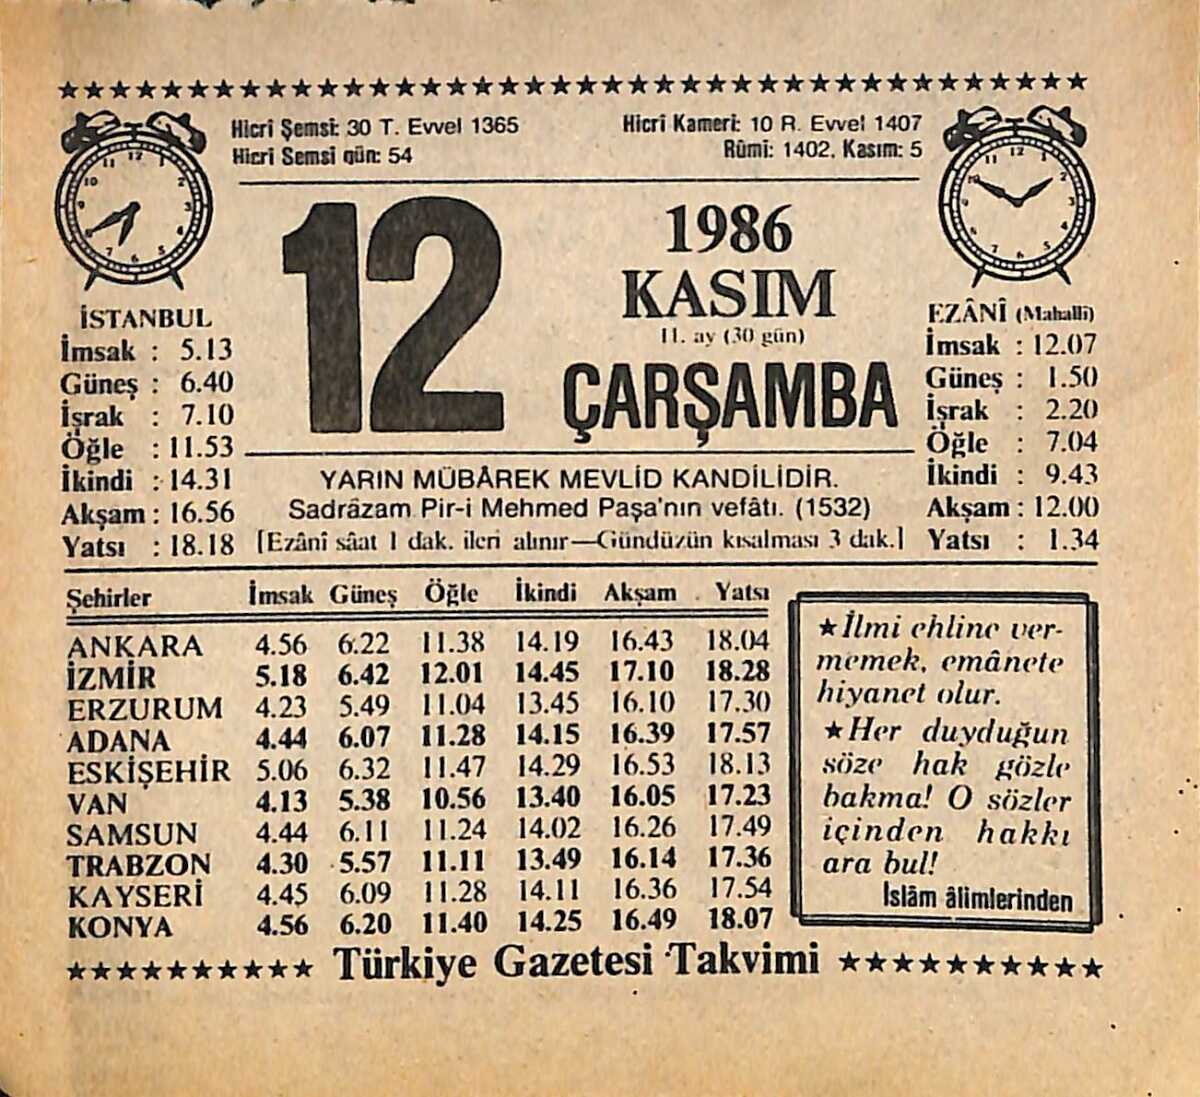 Hicrî Şemsî: 30 T. Evvel 1365
Hicrî Semsî gün: 54
Hicrî Kamerî: 10 R. Evvel 1407
Rûmî: 1402, Kasım: 5
12
1986
KASIM
11. ay (30 gün)
ÇARŞAMBA
İSTANBUL
İmsak : 5.13
Güneş : 6.40
İşrak : 7.10
Öğle : 11.53
İkindi : 14.31
Akşam : 16.56
Yatsı : 18.18
EZÂNÎ (Mahallî)
İmsak : 12.07
Güneş : 1.50
İşrak : 2.20
Öğle : 7.04
İkindi : 9.43
Akşam : 12.00
Yatsı : 1.34
YARIN MÜBÂREK MEVLİD KANDİLİDİR.
Sadrâzam Pir-i Mehmed Paşa'nın vefâtı. (1532)
[Ezânî sâat 1 dak. ileri alınır—Gündüzün kısalması 3 dak.]
Şehirler İmsak Güneş Öğle İkindi Akşam Yatsı
ANKARA 4.56 6.22 11.38 14.19 16.43 18.04
İZMİR 5.18 6.42 12.01 14.45 17.10 18.28
ERZURUM 4.23 5.49 11.04 13.45 16.10 17.30
ADANA 4.44 6.07 11.28 14.15 16.39 17.57
ESKİŞEHİR 5.06 6.32 11.47 14.29 16.53 18.13
VAN 4.13 5.38 10.56 13.40 16.05 17.23
SAMSUN 4.44 6.11 11.24 14.02 16.26 17.49
TRABZON 4.30 5.57 11.11 13.49 16.14 17.36
KAYSERİ 4.45 6.09 11.28 14.11 16.36 17.54
KONYA 4.56 6.20 11.40 14.25 16.49 18.07
★İlmi ehline ver-
memek, emânete
hiyanet olur.
★Her duyduğun
söze hak gözle
bakma! O sözler
içinden hakkı
ara bul!
İslâm âlimlerinden
★★★★★★★★★★ Türkiye Gazetesi Takvimi ★★★★★★★★★★